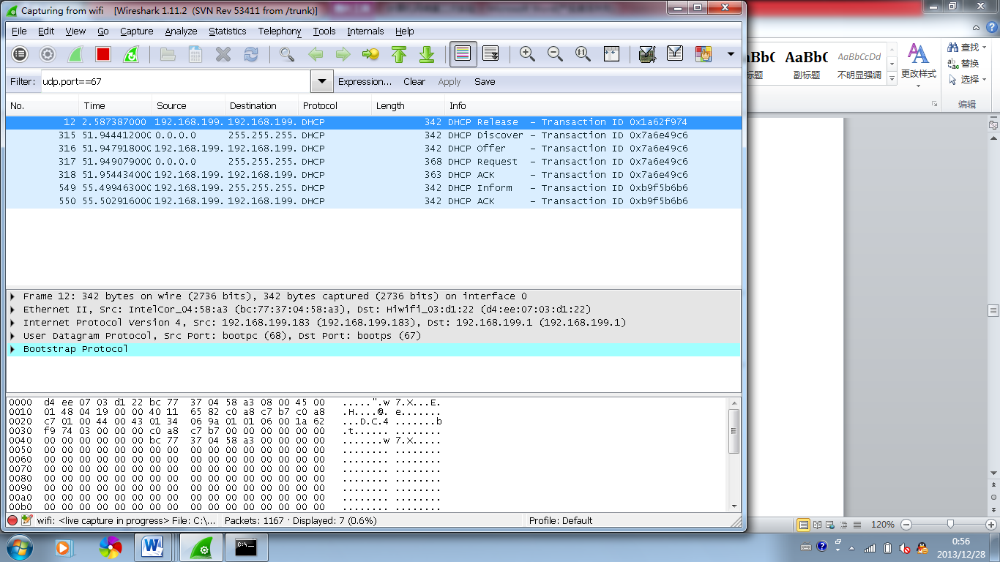 Capturing from wifi [Wireshark 1.11.2 (SVN Rev 53411 from /trunk)]
File Edit View Go Capture Analyze Statistics Telephony Tools Internals Help
Filter: udp.port==67 Expression... Clear Apply Save
No. Time Source Destination Protocol Length Info
12 2.587387000 192.168.199. 192.168.199. DHCP 342 DHCP Release - Transaction ID 0x1a62f974
315 51.944412000 0.0.0.0 255.255.255. DHCP 342 DHCP Discover - Transaction ID 0x7a6e49c6
316 51.947918000 192.168.199. 192.168.199. DHCP 342 DHCP Offer - Transaction ID 0x7a6e49c6
317 51.949079000 0.0.0.0 255.255.255. DHCP 368 DHCP Request - Transaction ID 0x7a6e49c6
318 51.954434000 192.168.199. 192.168.199. DHCP 363 DHCP ACK - Transaction ID 0x7a6e49c6
549 55.499463000 192.168.199. 255.255.255. DHCP 342 DHCP Inform - Transaction ID 0xb9f5b6b6
550 55.502916000 192.168.199. 192.168.199. DHCP 342 DHCP ACK - Transaction ID 0xb9f5b6b6
Frame 12: 342 bytes on wire (2736 bits), 342 bytes captured (2736 bits) on interface 0
Ethernet II, Src: IntelCor_04:58:a3 (bc:77:37:04:58:a3), Dst: Hiwifi_03:d1:22 (d4:ee:07:03:d1:22)
Internet Protocol Version 4, Src: 192.168.199.183 (192.168.199.183), Dst: 192.168.199.1 (192.168.199.1)
User Datagram Protocol, Src Port: bootpc (68), Dst Port: bootps (67)
Bootstrap Protocol
0000 d4 ee 07 03 d1 22 bc 77 37 04 58 a3 08 00 45 00 .....".w 7.X...E.
0010 01 48 04 19 00 00 40 11 65 82 c0 a8 c7 b7 c0 a8 .H....@. e.......
0020 c7 01 00 44 00 43 01 34 06 9a 01 01 06 00 1a 62 ...D.C.4 .......b
0030 f9 74 03 00 00 00 c0 a8 c7 b7 00 00 00 00 00 00 .t...... ........
0040 00 00 00 00 00 00 bc 77 37 04 58 a3 00 00 00 00 .......w 7.X.....
0050 00 00 00 00 00 00 00 00 00 00 00 00 00 00 00 00 ........ ........
0060 00 00 00 00 00 00 00 00 00 00 00 00 00 00 00 00 ........ ........
0070 00 00 00 00 00 00 00 00 00 00 00 00 00 00 00 00 ........ ........
0080 00 00 00 00 00 00 00 00 00 00 00 00 00 00 00 00 ........ ........
0090 00 00 00 00 00 00 00 00 00 00 00 00 00 00 00 00 ........ ........
00a0 00 00 00 00 00 00 00 00 00 00 00 00 00 00 00 00 ........ ........
00b0 00 00 00 00 00 00 00 00 00 00 00 00 00 00 00 00 ........ ........
wifi: <live capture in progress> File: C:\... Packets: 1167 · Displayed: 7 (0.6%) Profile: Default
AaBbCcDd
标题 副标题 不明显强调 更改样式
查找
替换
选择
编辑
120%
0:56
2013/12/28